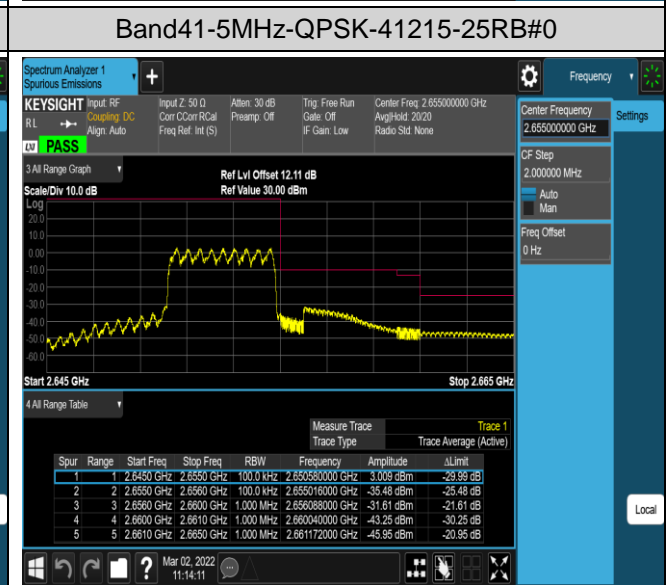 Band41-5MHz-QPSK-41215-25RB#0
Spectrum Analyzer 1
Spurious Emissions
Frequency
KEYSIGHT
RL
Input: RF
Coupling: DC
Align: Auto
Input Z: 50 Ω
Corr CCorr RCal
Freq Ref: Int (S)
Atten: 30 dB
Preamp: Off
Trig: Free Run
Gate: Off
IF Gain: Low
Center Freq: 2.655000000 GHz
Avg|Hold: 20/20
Radio Std: None
PASS
Center Frequency
2.655000000 GHz
Settings
CF Step
2.000000 MHz
Auto
Man
Freq Offset
0 Hz
3 All Range Graph
Ref Lvl Offset 12.11 dB
Scale/Div 10.0 dB
Ref Value 30.00 dBm
Log
20.0
10.0
0.00
-10.0
-20.0
-30.0
-40.0
-50.0
-60.0
Start 2.645 GHz
Stop 2.665 GHz
4 All Range Table
Measure Trace Trace 1
Trace Type Trace Average (Active)
Spur Range Start Freq Stop Freq RBW Frequency Amplitude ΔLimit
1 1 2.6450 GHz 2.6550 GHz 100.0 kHz 2.650580000 GHz 3.009 dBm -29.99 dB
2 2 2.6550 GHz 2.6560 GHz 100.0 kHz 2.655016000 GHz -35.48 dBm -25.48 dB
3 3 2.6560 GHz 2.6600 GHz 1.000 MHz 2.656088000 GHz -31.61 dBm -21.61 dB
4 4 2.6600 GHz 2.6610 GHz 1.000 MHz 2.660040000 GHz -43.25 dBm -30.25 dB
5 5 2.6610 GHz 2.6650 GHz 1.000 MHz 2.661172000 GHz -45.95 dBm -20.95 dB
Local
Mar 02, 2022
11:14:11